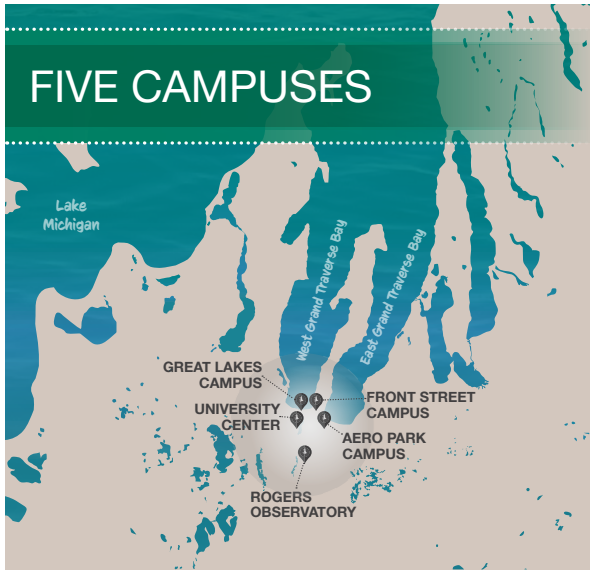 FIVE CAMPUSES
Lake
Michigan
West Grand Traverse Bay
East Grand Traverse Bay
GREAT LAKES
CAMPUS
FRONT STREET
CAMPUS
UNIVERSITY
CENTER
AERO PARK
CAMPUS
ROGERS
OBSERVATORY